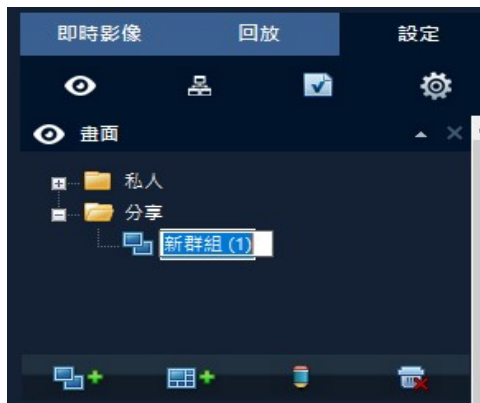 即時影像 回放 設定
畫面
私人
分享
新群組 (1)